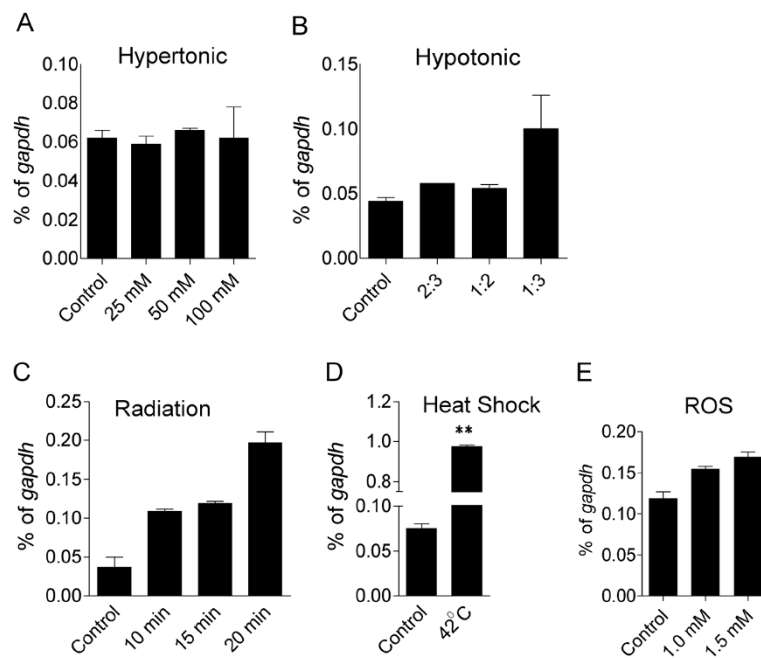 A
Hypertonic
% of gapdh
0.10
0.08
0.06
0.04
0.02
0.00
Control
25 mM
50 mM
100 mM
B
Hypotonic
% of gapdh
0.15
0.10
0.05
0.00
Control
2:3
1:2
1:3
C
Radiation
% of gapdh
0.25
0.20
0.15
0.10
0.05
0.00
Control
10 min
15 min
20 min
D
Heat Shock
**
% of gapdh
1.2
1.0
0.8
0.10
0.05
0.00
Control
42°C
E
ROS
% of gapdh
0.20
0.15
0.10
0.05
0.00
Control
1.0 mM
1.5 mM